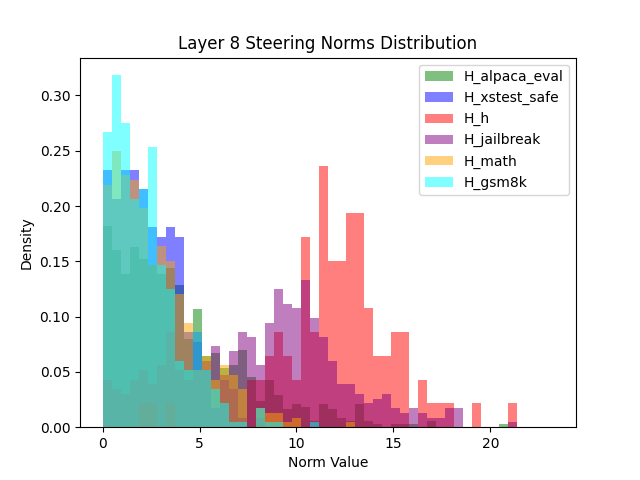 Layer 8 Steering Norms Distribution
H_alpaca_eval
H_xstest_safe
H_h
H_jailbreak
H_math
H_gsm8k
Density
0.30
0.25
0.20
0.15
0.10
0.05
0.00
0 5 10 15 20
Norm Value